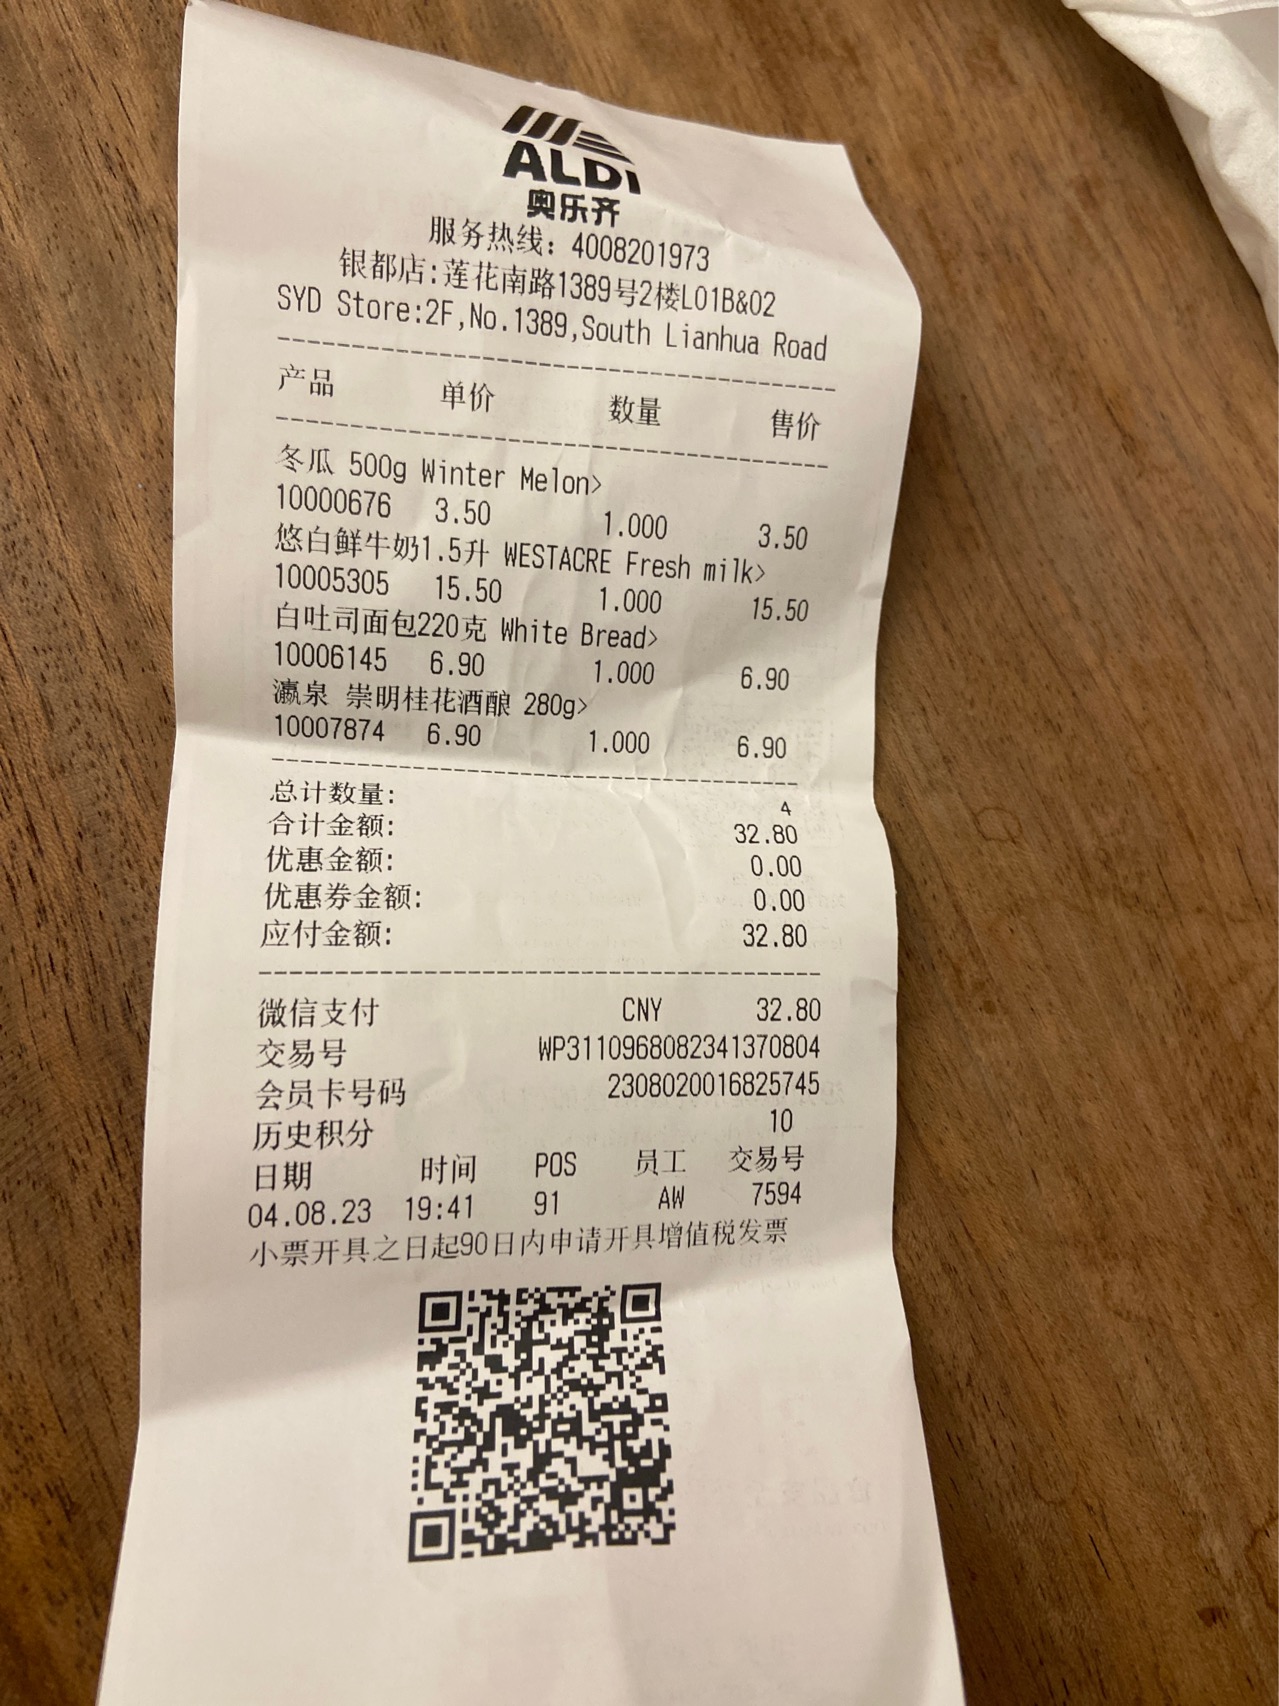 ALDI
奥乐齐
服务热线：4008201973
银都店:莲花南路1389号2楼L01B&02
SYD Store:2F,No.1389,South Lianhua Road
产品 单价 数量 售价
冬瓜 500g Winter Melon>
10000676 3.50 1.000 3.50
悠白鲜牛奶1.5升 WESTACRE Fresh milk>
10005305 15.50 1.000 15.50
白吐司面包220克 White Bread>
10006145 6.90 1.000 6.90
瀛泉 崇明桂花酒酿 280g>
10007874 6.90 1.000 6.90
总计数量: 4
合计金额: 32.80
优惠金额: 0.00
优惠券金额: 0.00
应付金额: 32.80
微信支付 CNY 32.80
交易号 WP3110968082341370804
会员卡号码 2308020016825745
历史积分 10
日期 时间 POS 员工 交易号
04.08.23 19:41 91 AW 7594
小票开具之日起90日内申请开具增值税发票